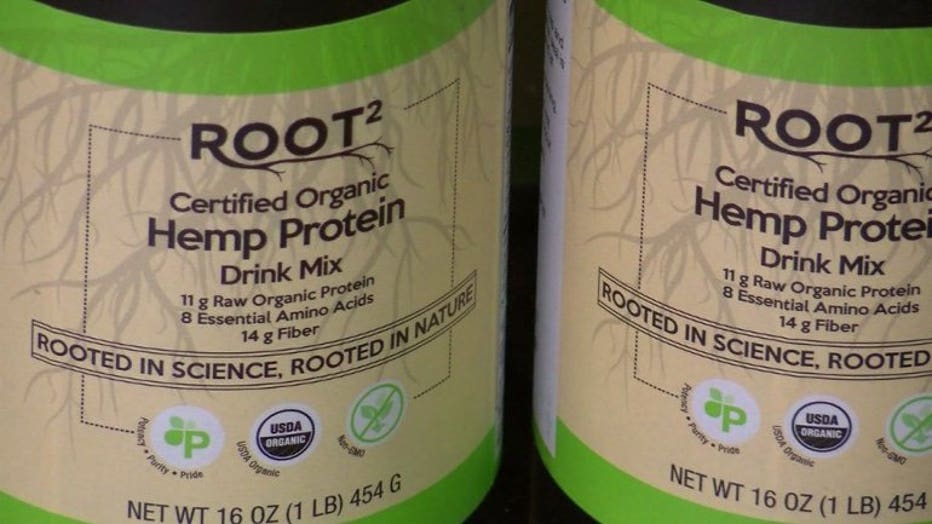 ROOT²
Certified Organic
Hemp Protein
Drink Mix
11 g Raw Organic Protein
8 Essential Amino Acids
14 g Fiber
ROOTED IN SCIENCE, ROOTED IN NATURE
P
Potency • Purity • Pride
USDA
ORGANIC
USDA Organic
Non-GMO
NET WT 16 OZ (1 LB) 454 G
ROOT²
Certified Organic
Hemp Protei
Drink Mix
11 g Raw Organic Protein
8 Essential Amino Acids
14 g Fiber
ROOTED IN SCIENCE, ROOTED
P
Potency • Purity • Pride
USDA
ORGANIC
USDA Organic
Non-GMO
NET WT 16 OZ (1 LB) 454